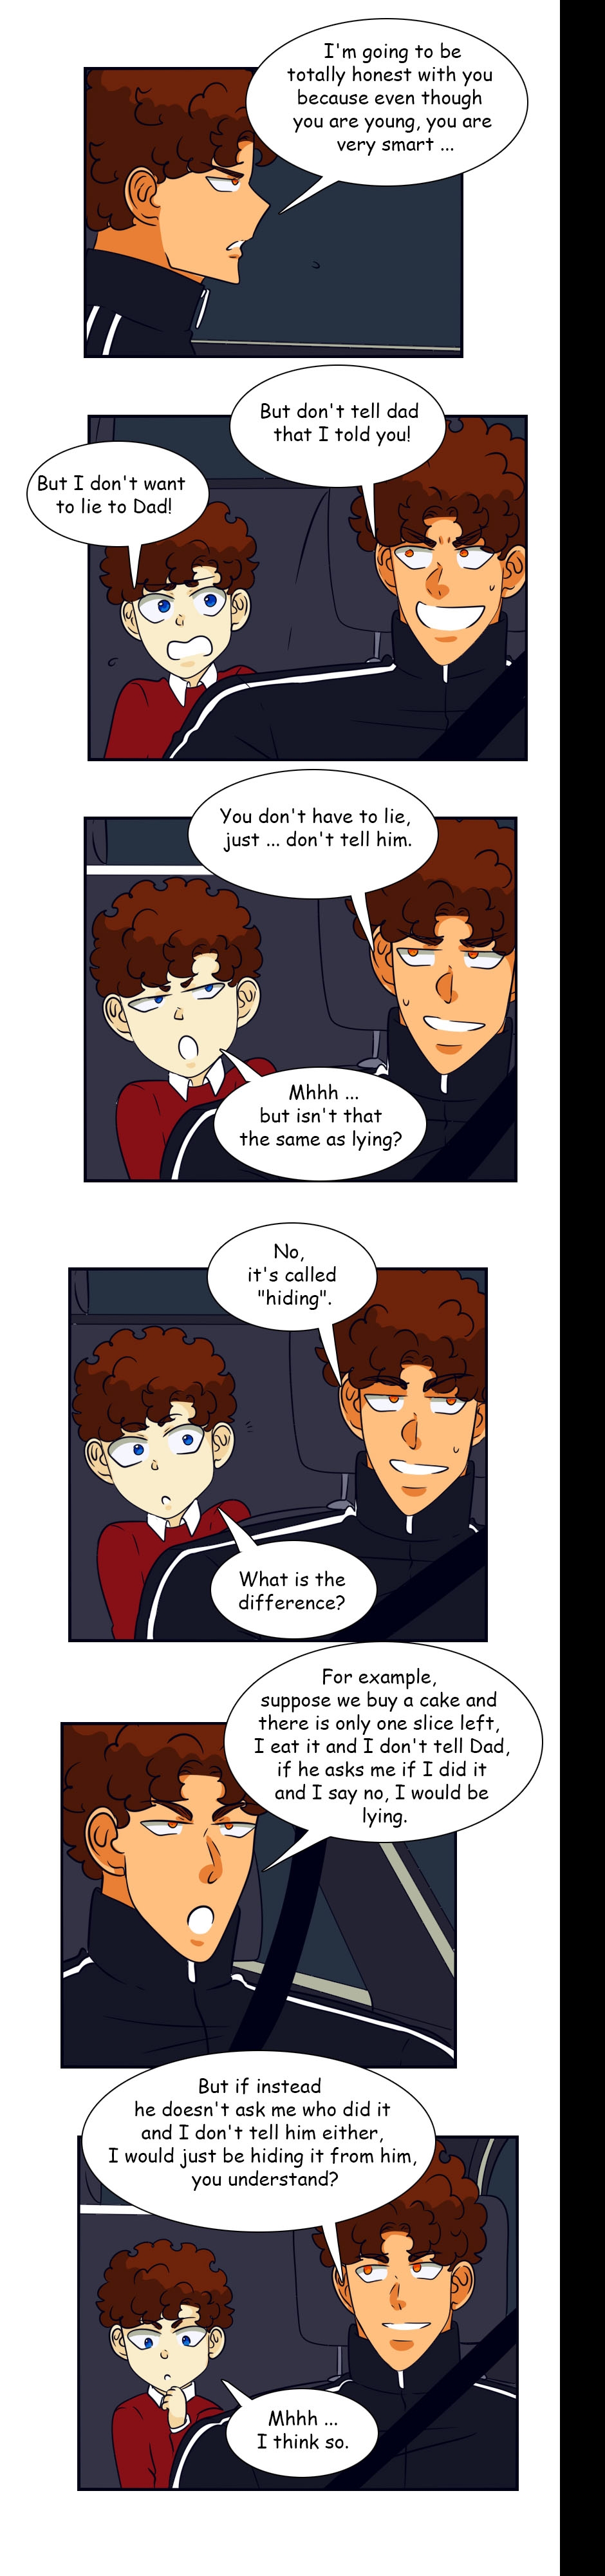 I'm going to be
totally honest with you
because even though
you are young, you are
very smart ...
But don't tell dad
that I told you!
But I don't want
to lie to Dad!
You don't have to lie,
just ... don't tell him.
Mhhh ...
but isn't that
the same as lying?
No,
it's called
"hiding".
What is the
difference?
For example,
suppose we buy a cake and
there is only one slice left,
I eat it and I don't tell Dad,
if he asks me if I did it
and I say no, I would be
lying.
But if instead
he doesn't ask me who did it
and I don't tell him either,
I would just be hiding it from him,
you understand?
Mhhh ...
I think so.